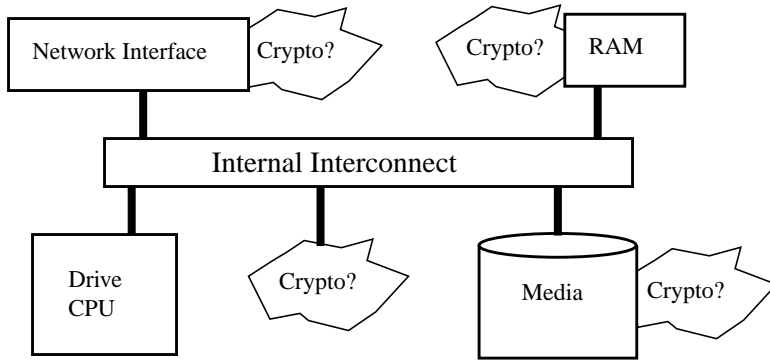 Network Interface
Crypto?
Crypto?
RAM
Internal Interconnect
Drive
CPU
Crypto?
Media
Crypto?